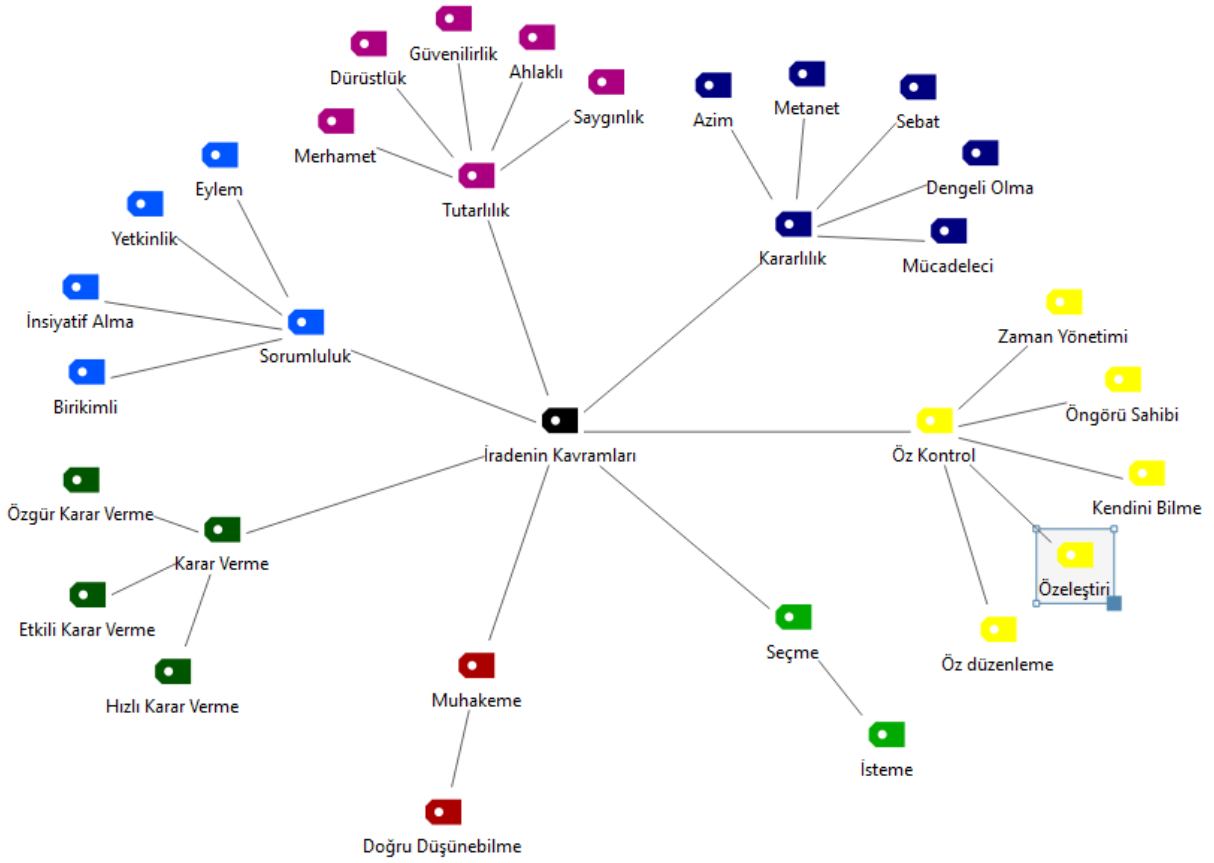 Güvenilirlik
Dürüstlük
Ahlaklı
Saygınlık
Merhamet
Tutarlılık
Azim
Metanet
Sebat
Dengeli Olma
Mücadeleci
Kararlılık
Eylem
Yetkinlik
İnsiyatif Alma
Birikimli
Sorumluluk
İradenin Kavramları
Zaman Yönetimi
Öngörü Sahibi
Öz Kontrol
Kendini Bilme
Özeleştiri
Öz düzenleme
Özgür Karar Verme
Karar Verme
Etkili Karar Verme
Hızlı Karar Verme
Muhakeme
Doğru Düşünebilme
Seçme
İsteme